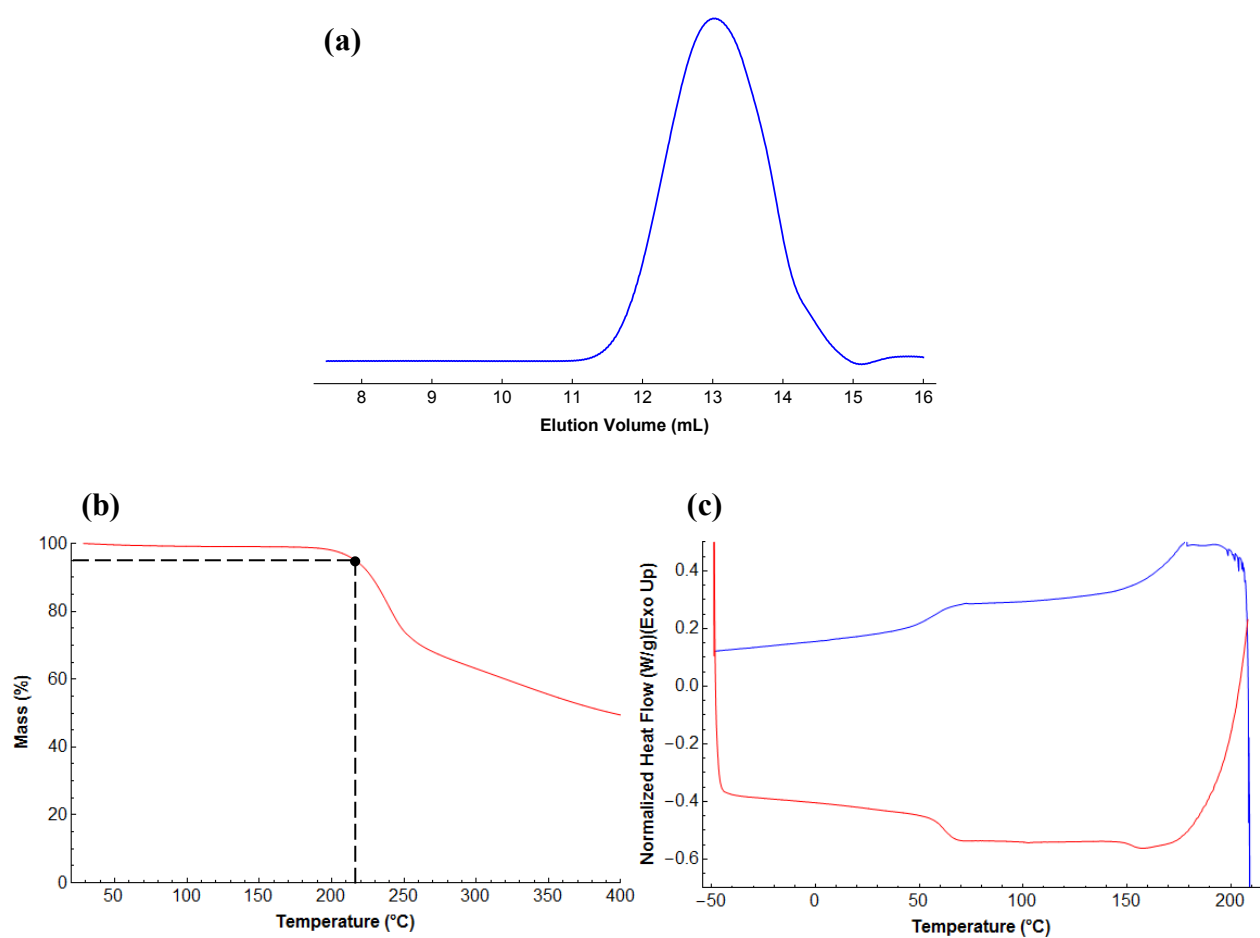 (a)
8 9 10 11 12 13 14 15 16
Elution Volume (mL)
(b)
100
80
60
40
20
0
Mass (%)
50 100 150 200 250 300 350 400
Temperature (°C)
(c)
0.4
0.2
0.0
−0.2
−0.4
−0.6
Normalized Heat Flow (W/g)(Exo Up)
−50 0 50 100 150 200
Temperature (°C)